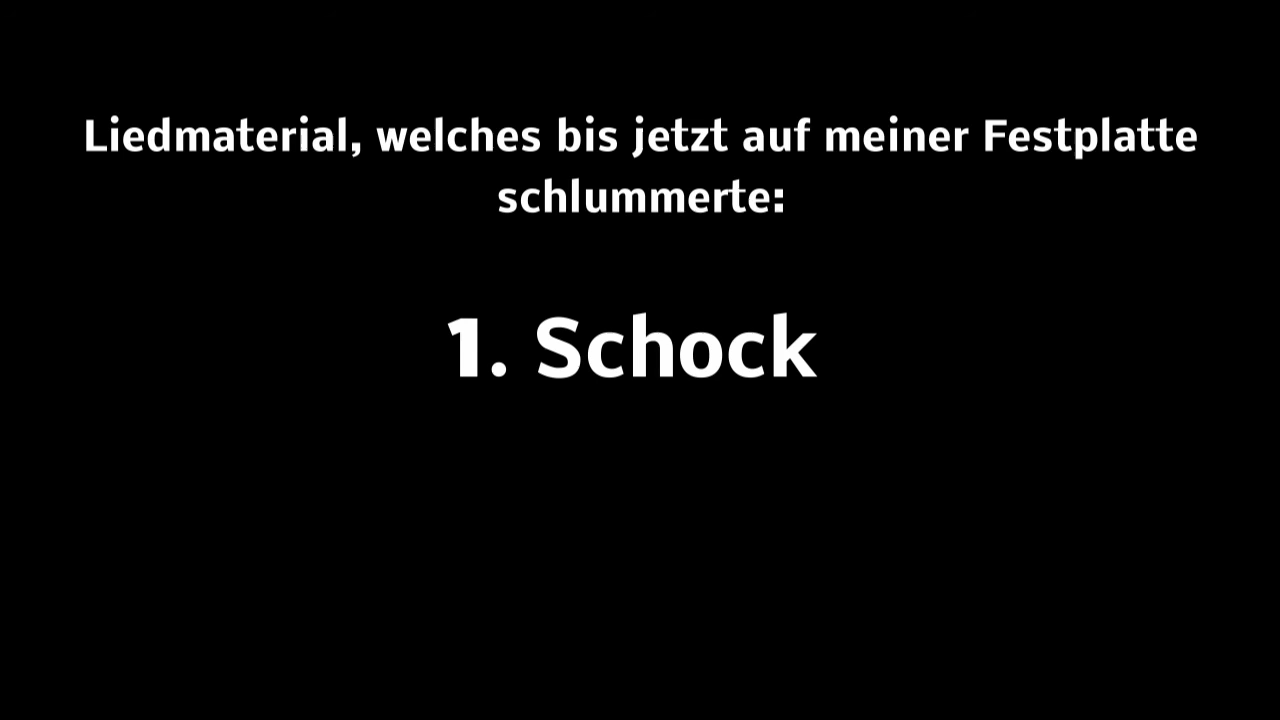 Liedmaterial, welches bis jetzt auf meiner Festplatte
schlummerte:
1. Schock